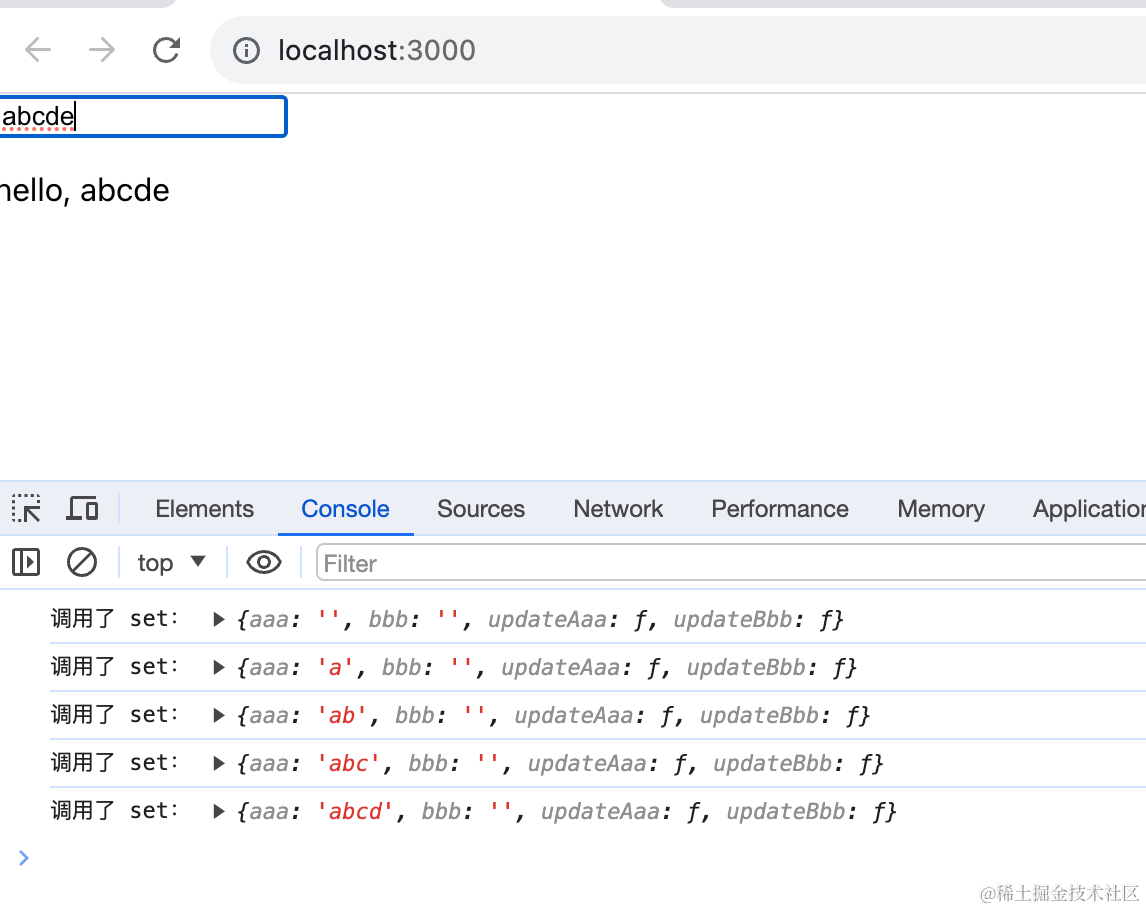 localhost:3000
abcde
hello, abcde
Elements Console Sources Network Performance Memory Application
top ▼ Filter
调用了 set: ▶ {aaa: '', bbb: '', updateAaa: ƒ, updateBbb: ƒ}
调用了 set: ▶ {aaa: 'a', bbb: '', updateAaa: ƒ, updateBbb: ƒ}
调用了 set: ▶ {aaa: 'ab', bbb: '', updateAaa: ƒ, updateBbb: ƒ}
调用了 set: ▶ {aaa: 'abc', bbb: '', updateAaa: ƒ, updateBbb: ƒ}
调用了 set: ▶ {aaa: 'abcd', bbb: '', updateAaa: ƒ, updateBbb: ƒ}
@稀土掘金技术社区